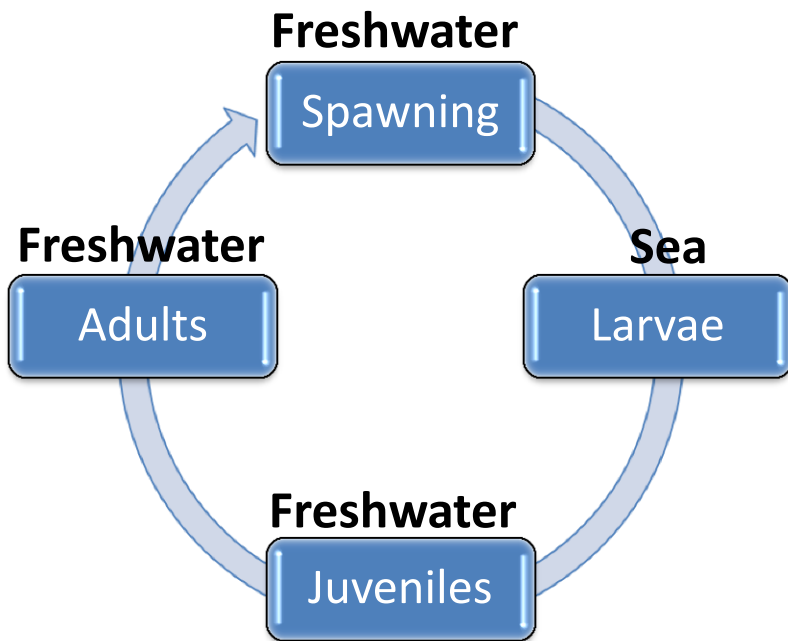 Freshwater
Spawning
Freshwater
Adults
Sea
Larvae
Freshwater
Juveniles